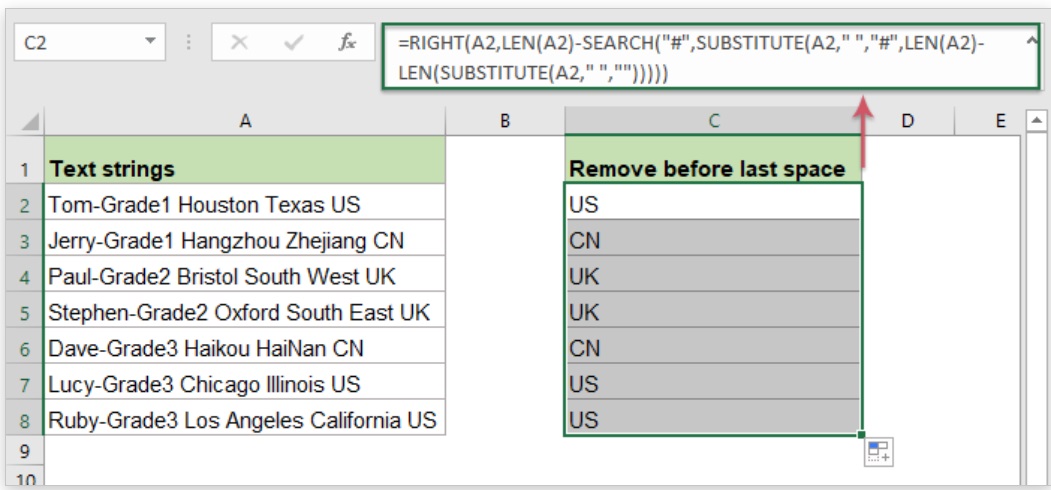 C2 fx =RIGHT(A2,LEN(A2)-SEARCH("#",SUBSTITUTE(A2," ","#",LEN(A2)-
LEN(SUBSTITUTE(A2," ","")))))
A B C D E
1 Text strings Remove before last space
2 Tom-Grade1 Houston Texas US US
3 Jerry-Grade1 Hangzhou Zhejiang CN CN
4 Paul-Grade2 Bristol South West UK UK
5 Stephen-Grade2 Oxford South East UK UK
6 Dave-Grade3 Haikou HaiNan CN CN
7 Lucy-Grade3 Chicago Illinois US US
8 Ruby-Grade3 Los Angeles California US US
9
10